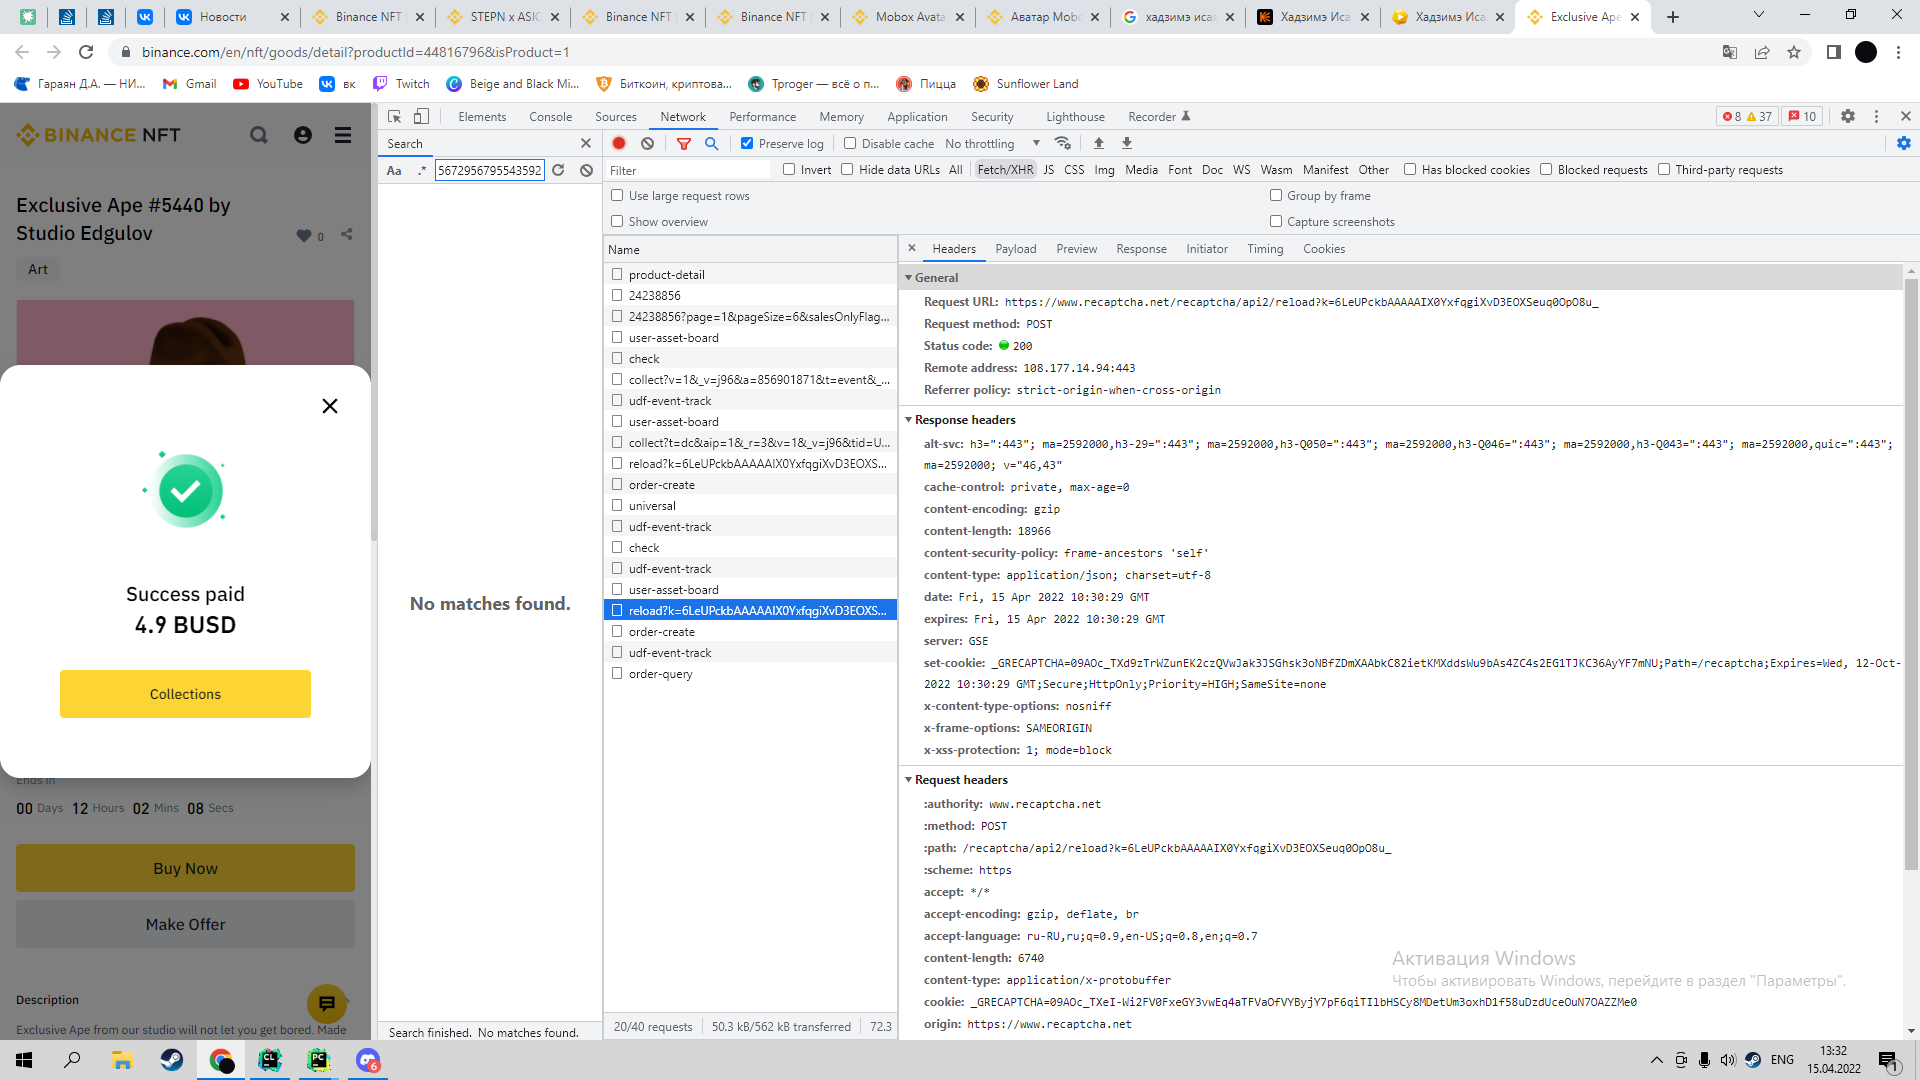 Новости
Binance NFT
STEPN x ASIC
Binance NFT
Binance NFT
Mobox Avata
Аватар Mobo
хадзимэ иса
Хадзимэ Иса
Хадзимэ Иса
Exclusive Ape
binance.com/en/nft/goods/detail?productId=44816796&isProduct=1
Гараян Д.А. — НИ...
Gmail
YouTube
вк
Twitch
Beige and Black Mi...
Биткоин, криптова...
Tproger — всё о п...
Пицца
Sunflower Land
BINANCE NFT
Exclusive Ape #5440 by
Studio Edgulov
0
Art
Success paid
4.9 BUSD
Collections
Ends in
00 Days 12 Hours 02 Mins 08 Secs
Buy Now
Make Offer
Description
Exclusive Ape from our studio will not let you get bored. Made
Elements
Console
Sources
Network
Performance
Memory
Application
Security
Lighthouse
Recorder
8
37
10
Search
Preserve log
Disable cache
No throttling
Aa
.*
5672956795543592
Filter
Invert
Hide data URLs
All
Fetch/XHR
JS
CSS
Img
Media
Font
Doc
WS
Wasm
Manifest
Other
Has blocked cookies
Blocked requests
Third-party requests
Use large request rows
Group by frame
Show overview
Capture screenshots
No matches found.
Search finished. No matches found.
Name
product-detail
24238856
24238856?page=1&pageSize=6&salesOnlyFlag...
user-asset-board
check
collect?v=1&_v=j96&a=856901871&t=event&_...
udf-event-track
user-asset-board
collect?t=dc&aip=1&_r=3&v=1&_v=j96&tid=U...
reload?k=6LeUPckbAAAAAIX0YxfqgiXvD3EOXS...
order-create
universal
udf-event-track
check
udf-event-track
user-asset-board
reload?k=6LeUPckbAAAAAIX0YxfqgiXvD3EOXS...
order-create
udf-event-track
order-query
20/40 requests
50.3 kB/562 kB transferred
72.3
Headers
Payload
Preview
Response
Initiator
Timing
Cookies
General
Request URL: https://www.recaptcha.net/recaptcha/api2/reload?k=6LeUPckbAAAAAIX0YxfqgiXvD3EOXSeuq0OpO8u_
Request method: POST
Status code: 200
Remote address: 108.177.14.94:443
Referrer policy: strict-origin-when-cross-origin
Response headers
alt-svc: h3=":443"; ma=2592000,h3-29=":443"; ma=2592000,h3-Q050=":443"; ma=2592000,h3-Q046=":443"; ma=2592000,h3-Q043=":443"; ma=2592000,quic=":443";
ma=2592000; v="46,43"
cache-control: private, max-age=0
content-encoding: gzip
content-length: 18966
content-security-policy: frame-ancestors 'self'
content-type: application/json; charset=utf-8
date: Fri, 15 Apr 2022 10:30:29 GMT
expires: Fri, 15 Apr 2022 10:30:29 GMT
server: GSE
set-cookie: _GRECAPTCHA=09AOc_TXd9zTrWZunEK2czQVwJak3JSGhsk3oNBfZDmXAAbkC82ietKMXddsWu9bAs4ZC4s2EG1TJKC36AyYF7mNU;Path=/recaptcha;Expires=Wed, 12-Oct-
2022 10:30:29 GMT;Secure;HttpOnly;Priority=HIGH;SameSite=none
x-content-type-options: nosniff
x-frame-options: SAMEORIGIN
x-xss-protection: 1; mode=block
Request headers
:authority: www.recaptcha.net
:method: POST
:path: /recaptcha/api2/reload?k=6LeUPckbAAAAAIX0YxfqgiXvD3EOXSeuq0OpO8u_
:scheme: https
accept: */*
accept-encoding: gzip, deflate, br
accept-language: ru-RU,ru;q=0.9,en-US;q=0.8,en;q=0.7
content-length: 6740
content-type: application/x-protobuffer
cookie: _GRECAPTCHA=09AOc_TXeI-Wi2FV0FxeGY3vwEq4aTFVaOfVYByjY7pF6qiTIlbHSCy8MDetUm3oxhD1f58uDzdUceOuN7OAZZMe0
origin: https://www.recaptcha.net
Активация Windows
Чтобы активировать Windows, перейдите в раздел "Параметры".
CL
PC
6
ENG
13:32
15.04.2022
1